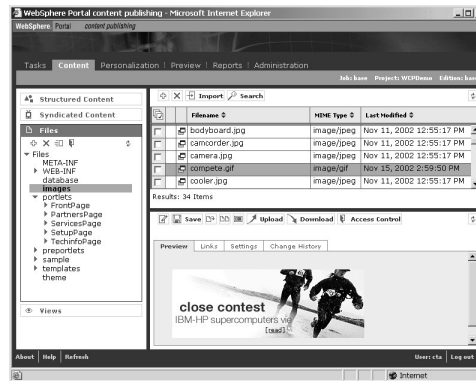 WebSphere Portal content publishing - Microsoft Internet Explorer
WebSphere. Portal content publishing
Tasks Content Personalization Preview Reports Administration
Job: base Project: WCPDemo Edition: base
Structured Content
Syndicated Content
Files
Files
META-INF
WEB-INF
database
images
portlets
FrontPage
PartnersPage
ServicesPage
SetupPage
TechinfoPage
preportlets
sample
templates
theme
Views
Import Search
Filename MIME Type Last Modified
bodyboard.jpg image/jpeg Nov 11, 2002 12:55:17 PM
camcorder.jpg image/jpeg Nov 11, 2002 12:55:17 PM
camera.jpg image/jpeg Nov 11, 2002 12:55:17 PM
compete.gif image/gif Nov 15, 2002 2:59:50 PM
cooler.jpg image/jpeg Nov 11, 2002 12:55:17 PM
Results: 34 Items
Save Upload Download Access Control
Preview Links Settings Change History
close contest
IBM-HP supercomputers vie
[read]
About Help Refresh
User: cta Log out
Internet